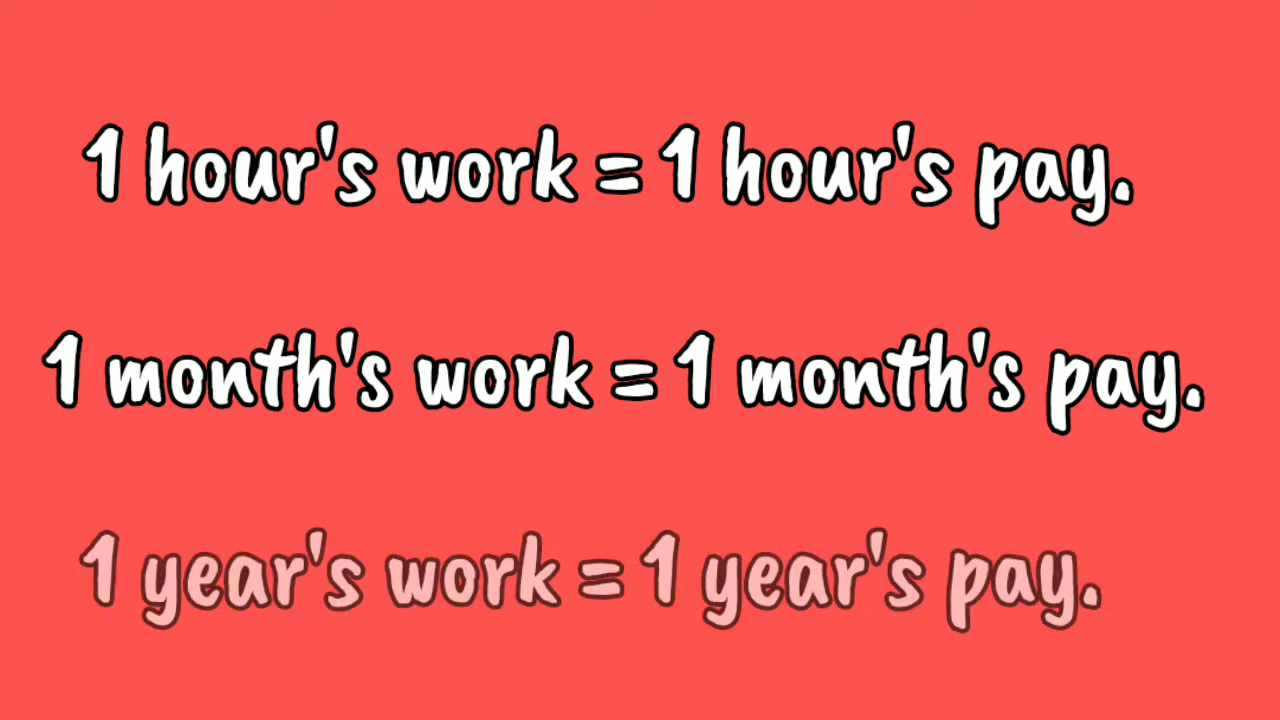 1 hour's work = 1 hour's pay.
1 month's work = 1 month's pay.
1 year's work = 1 year's pay.